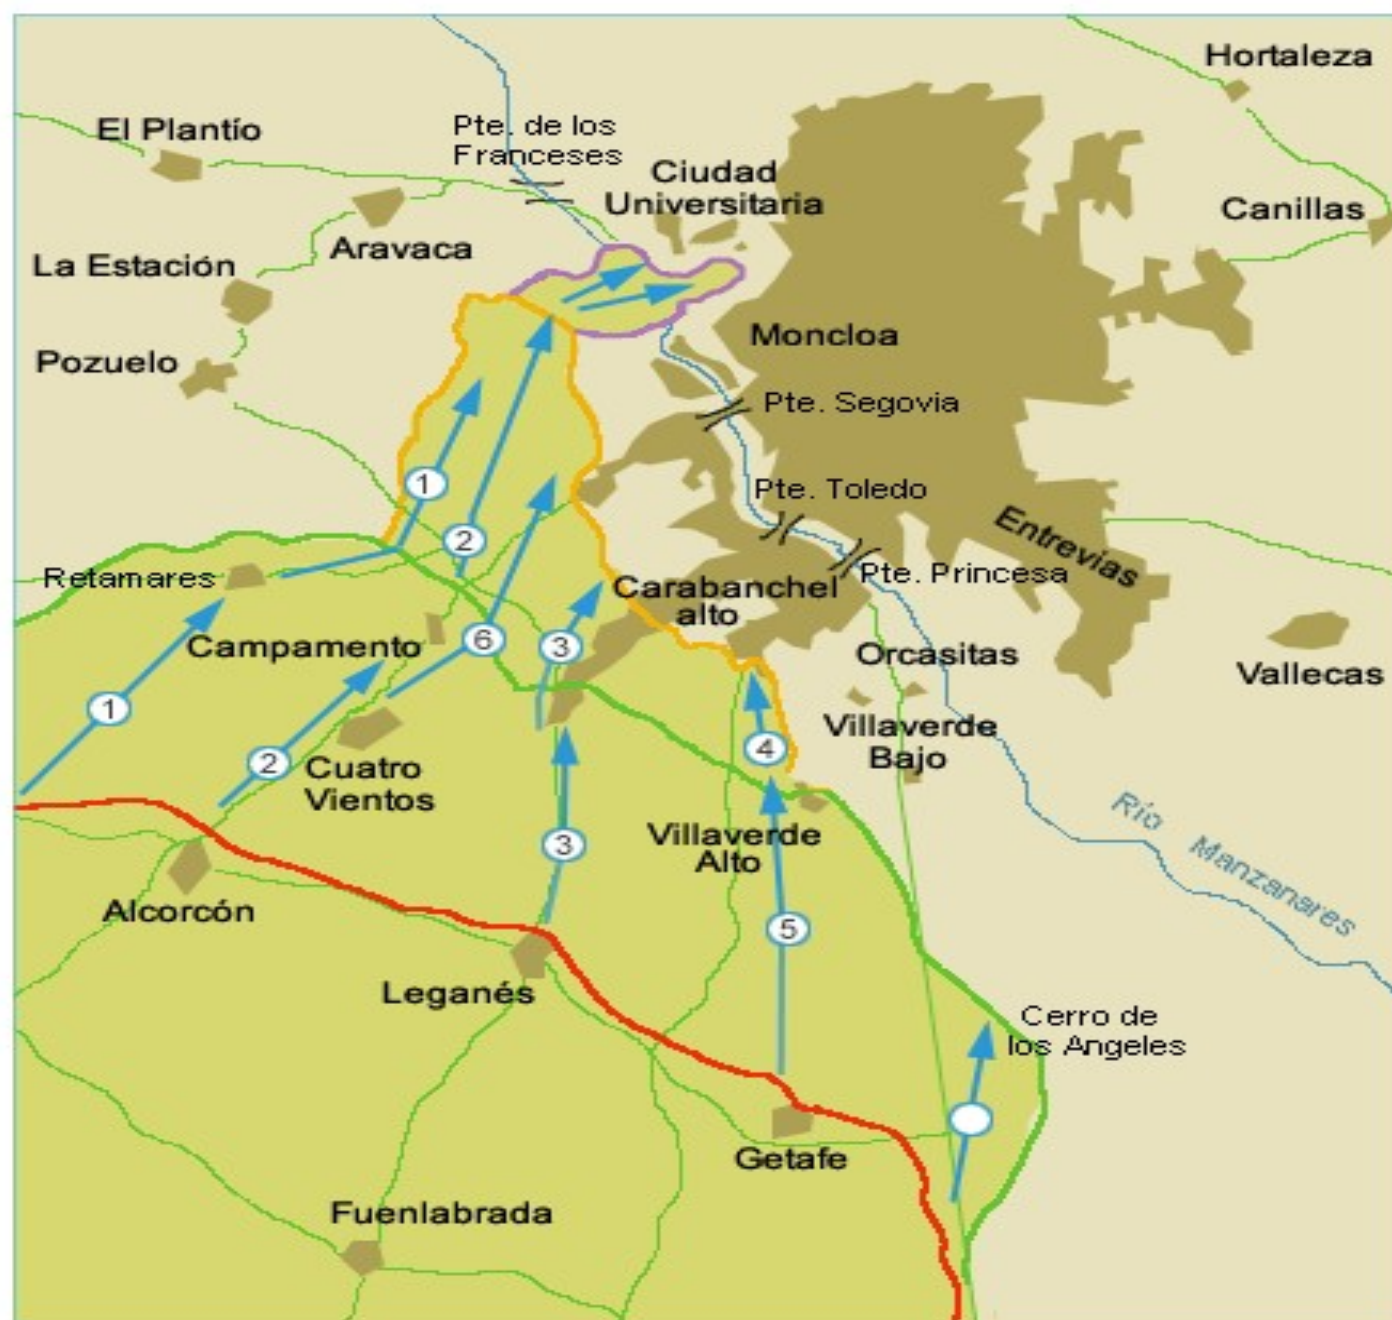 Hortaleza
El Plantío
Pte. de los
Franceses
Ciudad
Universitaria
Canillas
Aravaca
La Estación
Moncloa
Pozuelo
Pte. Segovia
1
Pte. Toledo
Entrevías
2
Retamares
Pte. Princesa
Carabanchel
alto
Campamento
6
3
Orcasitas
Vallecas
1
Villaverde
Bajo
4
2
Cuatro
Vientos
Río Manzanares
Villaverde
Alto
3
Alcorcón
5
Leganés
Cerro de
los Angeles
Getafe
Fuenlabrada